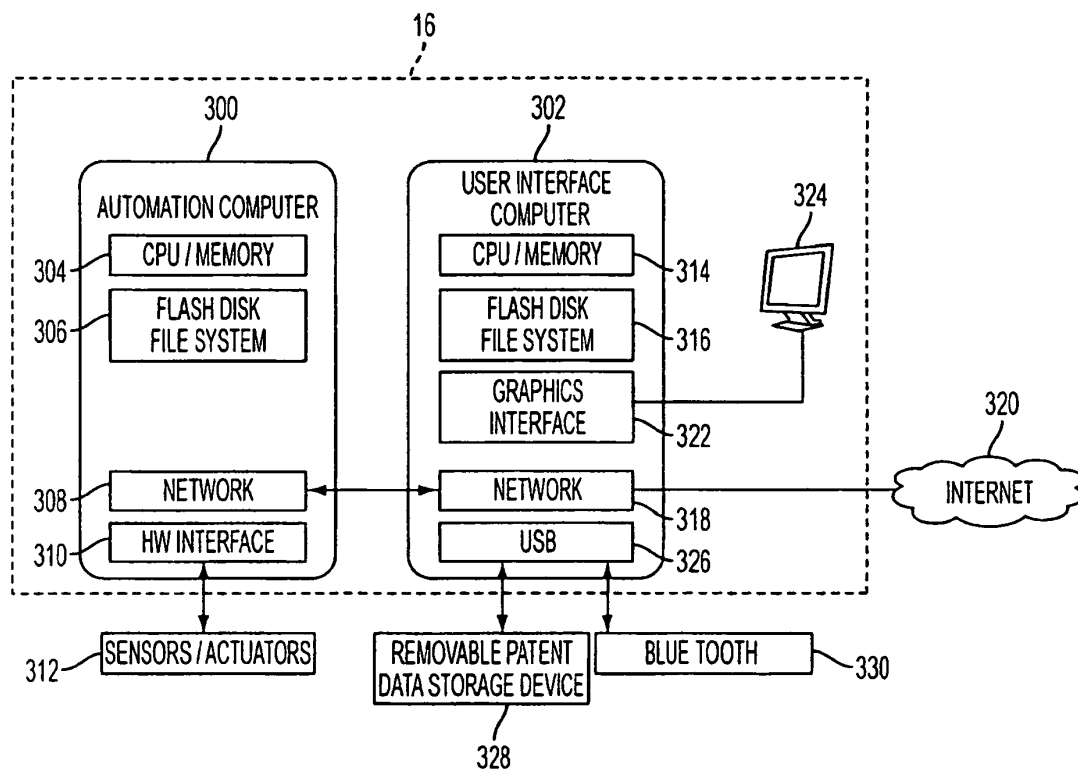 16
300
302
AUTOMATION COMPUTER
USER INTERFACE
COMPUTER
324
304
CPU / MEMORY
CPU / MEMORY
314
306
FLASH DISK
FILE SYSTEM
FLASH DISK
FILE SYSTEM
316
GRAPHICS
INTERFACE
322
320
308
NETWORK
NETWORK
318
INTERNET
310
HW INTERFACE
USB
326
312
SENSORS / ACTUATORS
REMOVABLE PATENT
DATA STORAGE DEVICE
328
BLUE TOOTH
330